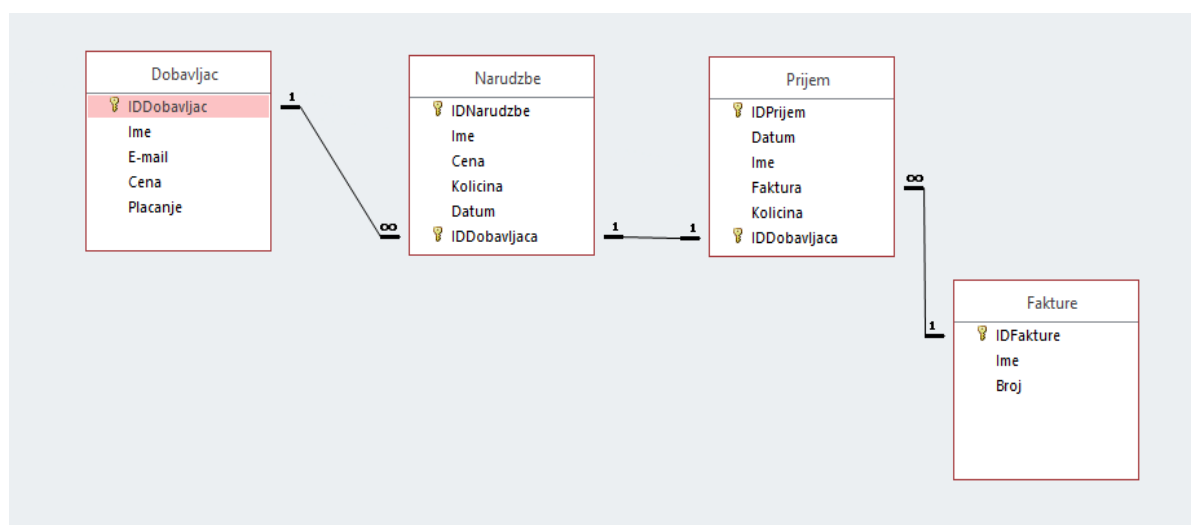 Dobavljac
IDDobavljac
Ime
E-mail
Cena
Placanje
1
∞
Narudzbe
IDNarudzbe
Ime
Cena
Kolicina
Datum
IDDobavljaca
1
1
Prijem
IDPrijem
Datum
Ime
Faktura
Kolicina
IDDobavljaca
∞
1
Fakture
IDFakture
Ime
Broj